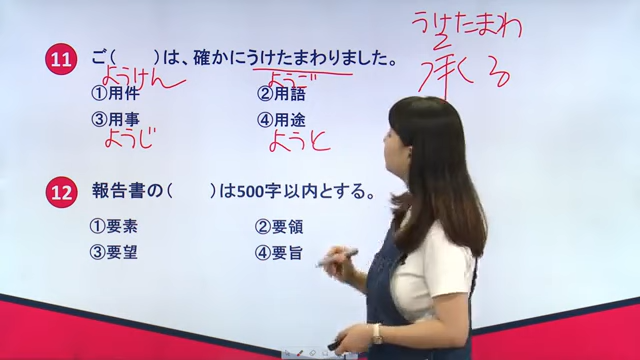 うけたまわ
承る
11 ご(　　)は、確かにうけたまわりました。
ようけん ようご
①用件 ②用語
③用事 ④用途
ようじ ようと
12 報告書の(　　)は500字以内とする。
①要素 ②要領
③要望 ④要旨